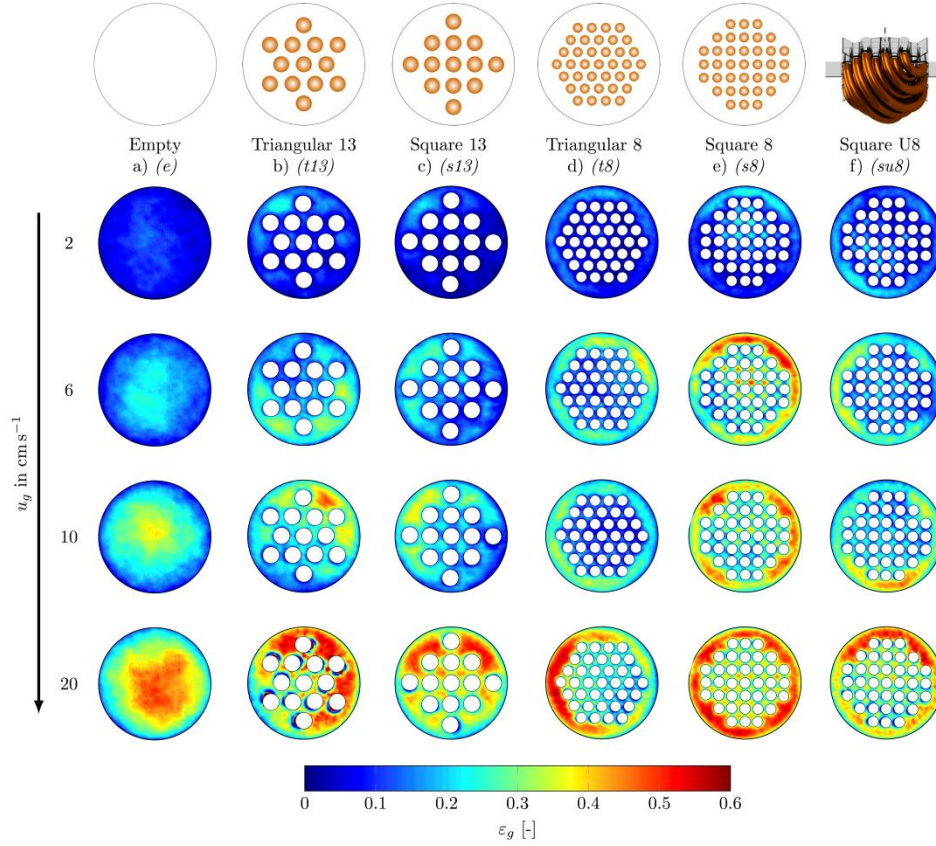 Empty
a) (e)
Triangular 13
b) (t13)
Square 13
c) (s13)
Triangular 8
d) (t8)
Square 8
e) (s8)
Square U8
f) (su8)
u_g in cm s⁻¹
2
6
10
20
0 0.1 0.2 0.3 0.4 0.5 0.6
ε_g [-]